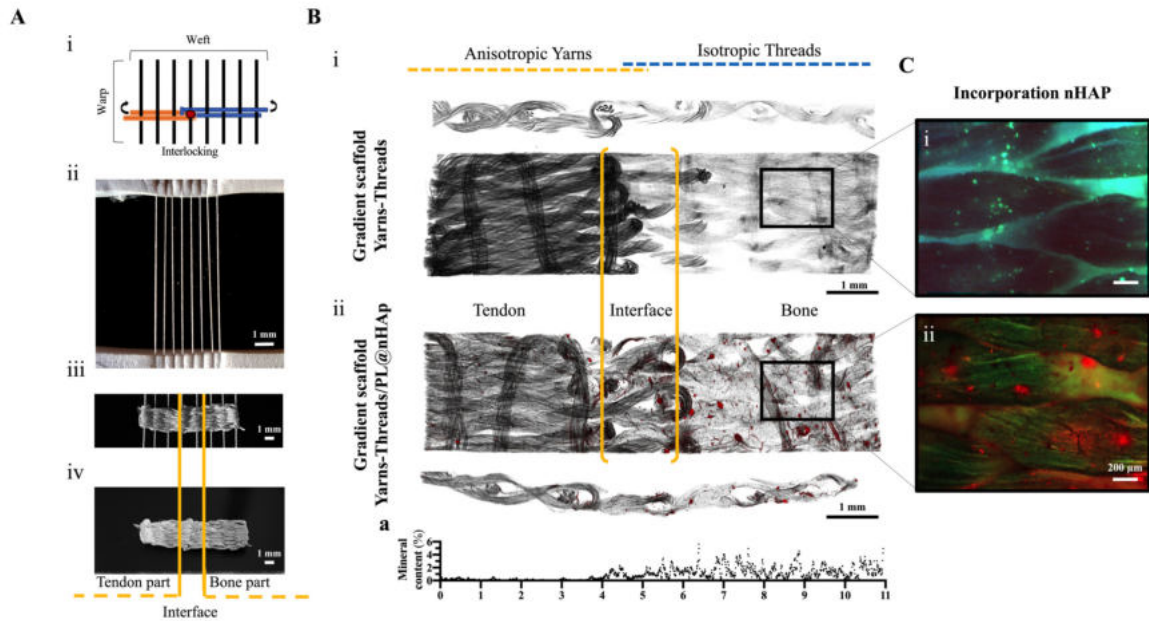 A
i
Weft
Warp
Interlocking
ii
1 mm
iii
1 mm
iv
1 mm
Tendon part
Bone part
Interface
B
i
Anisotropic Yarns
Isotropic Threads
Gradient scaffold
Yarns-Threads
1 mm
ii
Tendon
Interface
Bone
Gradient scaffold
Yarns-Threads/PL@nHAp
1 mm
a
Mineral
content (%)
6
4
2
0
0 1 2 3 4 5 6 7 8 9 10 11
C
Incorporation nHAP
i
ii
200 µm